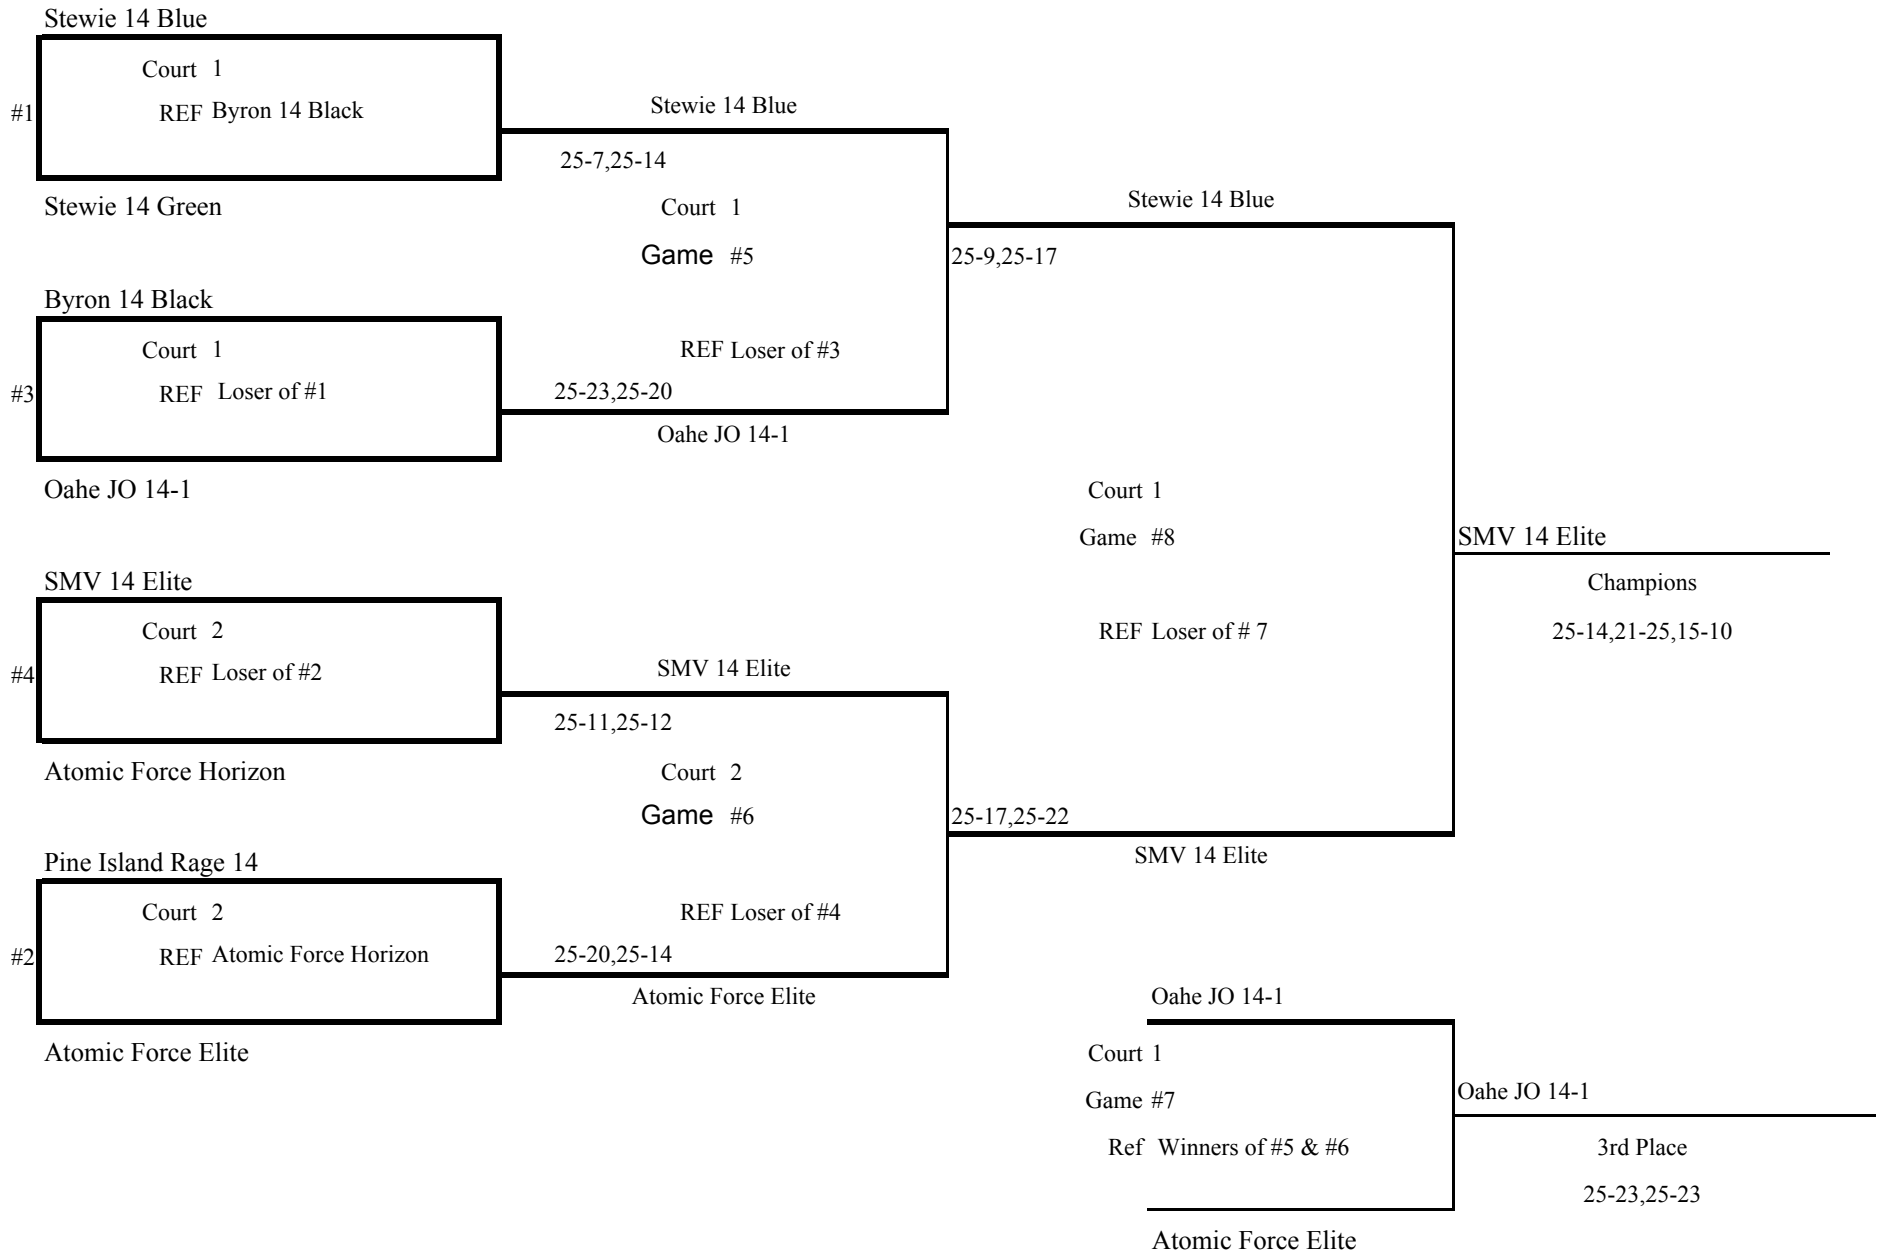 Stewie 14 Blue
Court 1
#1
REF Byron 14 Black
Stewie 14 Green
Stewie 14 Blue
25-7,25-14
Court 1
Game #5
REF Loser of #3
Byron 14 Black
Court 1
#3
REF Loser of #1
Oahe JO 14-1
25-23,25-20
Oahe JO 14-1
Stewie 14 Blue
25-9,25-17
Court 1
Game #8
REF Loser of # 7
SMV 14 Elite
Champions
25-14,21-25,15-10
SMV 14 Elite
Court 2
#4
REF Loser of #2
Atomic Force Horizon
SMV 14 Elite
25-11,25-12
Court 2
Game #6
REF Loser of #4
25-17,25-22
SMV 14 Elite
Pine Island Rage 14
Court 2
#2
REF Atomic Force Horizon
Atomic Force Elite
25-20,25-14
Atomic Force Elite
Oahe JO 14-1
Court 1
Game #7
Ref Winners of #5 & #6
Atomic Force Elite
Oahe JO 14-1
3rd Place
25-23,25-23